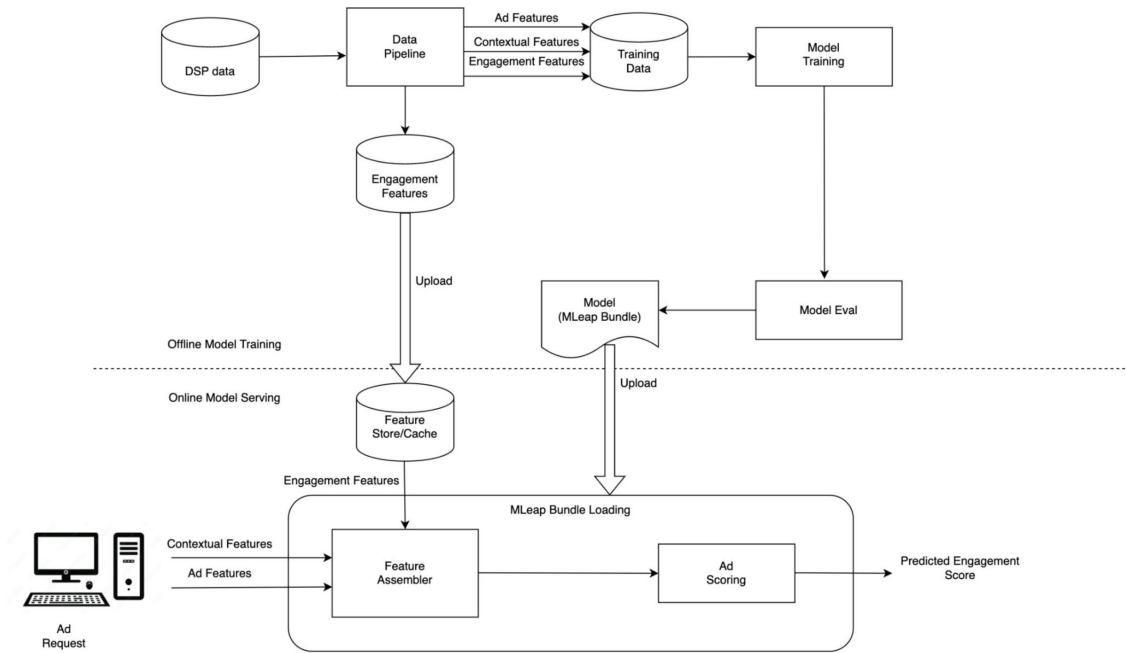 Ad Features
Data
Pipeline
Contextual Features
Engagement Features
Training
Data
Model
Training
DSP data
Engagement
Features
Upload
Model
(MLeap Bundle)
Model Eval
Offline Model Training
Upload
Online Model Serving
Feature
Store/Cache
Engagement Features
MLeap Bundle Loading
Contextual Features
Ad Features
Feature
Assembler
Ad
Scoring
Predicted Engagement
Score
Ad
Request